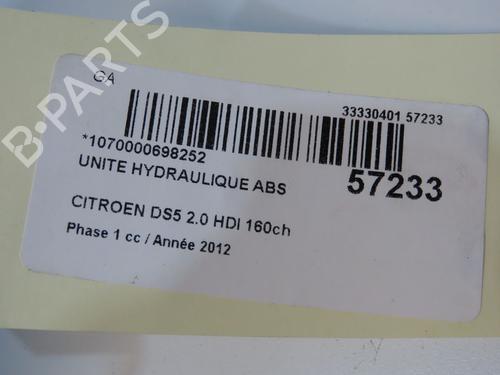 B-PARTS
GA
33330401 57233
*1070000698252
UNITE HYDRAULIQUE ABS
57233
CITROEN DS5 2.0 HDI 160ch
Phase 1 cc / Année 2012